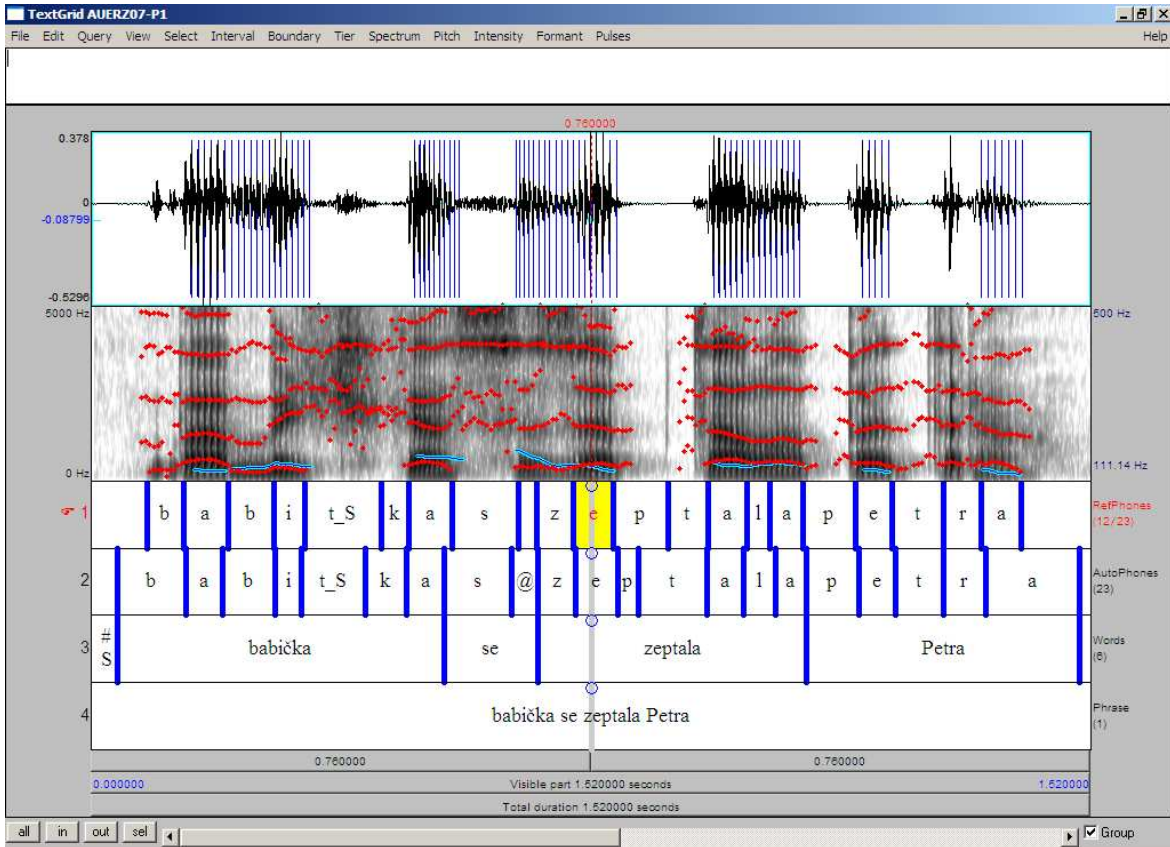 TextGrid AUERZ07-P1
File Edit Query View Select Interval Boundary Tier Spectrum Pitch Intensity Formant Pulses Help
0.760000
0.378
0
-0.08799
-0.5296
5000 Hz 500 Hz
0 Hz 111.14 Hz
1 b a b i t_S k a s z e p t a l a p e t r a RefPhones
(12/23)
2 b a b i t_S k a s @ z e p t a l a p e t r a AutoPhones
(23)
3 #S babička se zeptala Petra Words
(6)
4 babička se zeptala Petra Phrase
(1)
0.760000 0.760000
0.000000 Visible part 1.520000 seconds 1.520000
Total duration 1.520000 seconds
all in out sel Group